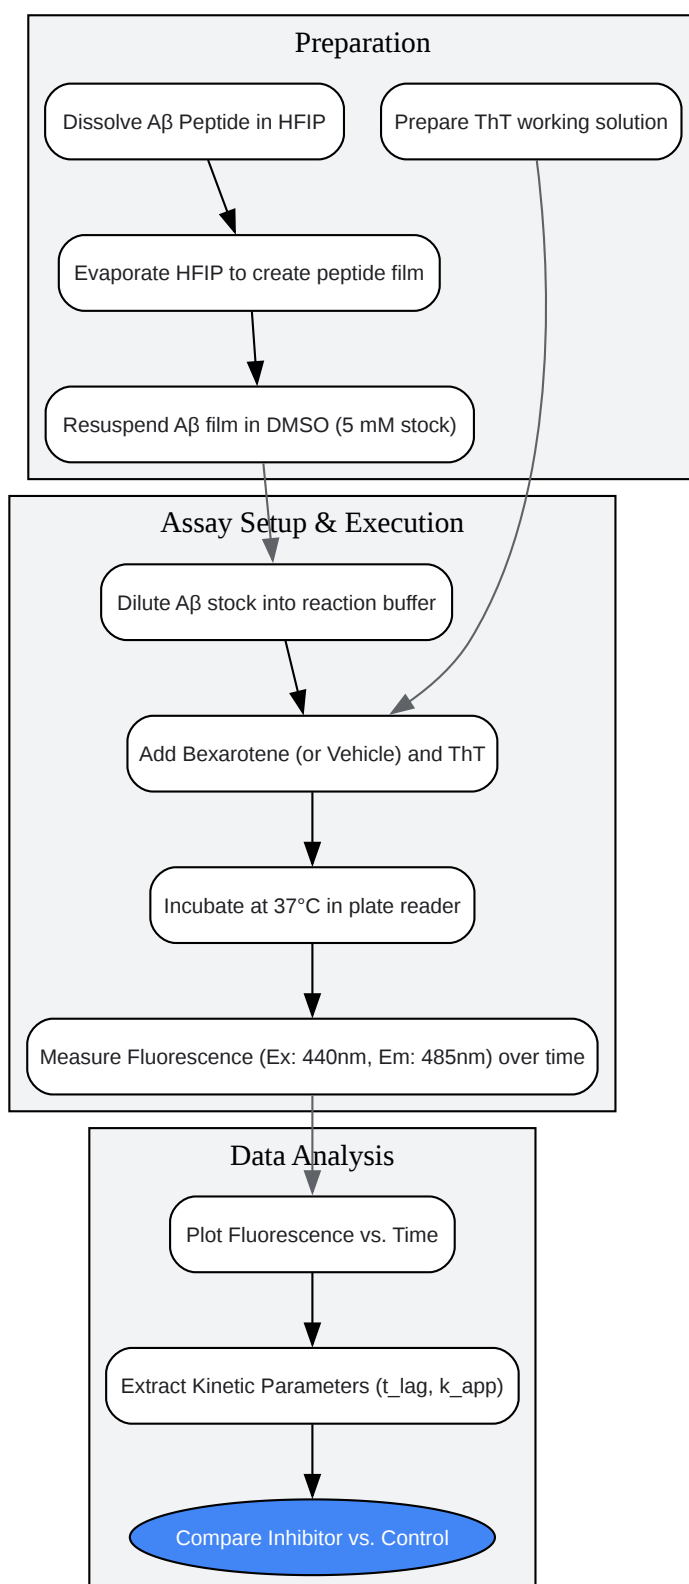 Preparation
Dissolve Aβ Peptide in HFIP
Prepare ThT working solution
Evaporate HFIP to create peptide film
Resuspend Aβ film in DMSO (5 mM stock)
Assay Setup & Execution
Dilute Aβ stock into reaction buffer
Add Bexarotene (or Vehicle) and ThT
Incubate at 37°C in plate reader
Measure Fluorescence (Ex: 440nm, Em: 485nm) over time
Data Analysis
Plot Fluorescence vs. Time
Extract Kinetic Parameters (t_lag, k_app)
Compare Inhibitor vs. Control